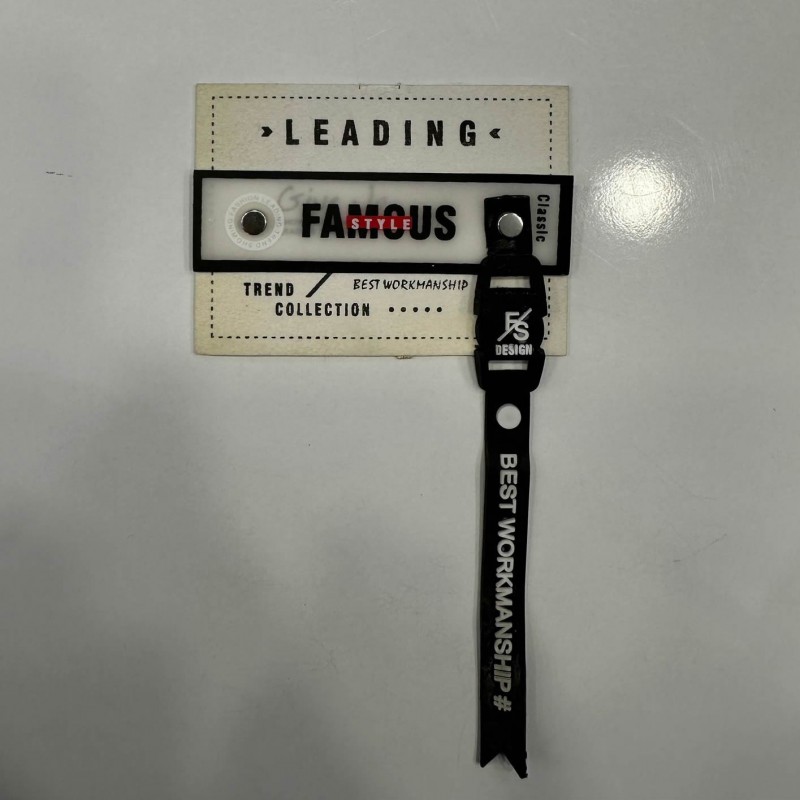 LEADING
FAMOUS
STYLE
Classic
TREND
BEST WORKMANSHIP
COLLECTION
FS
DESIGN
BEST WORKMANSHIP #